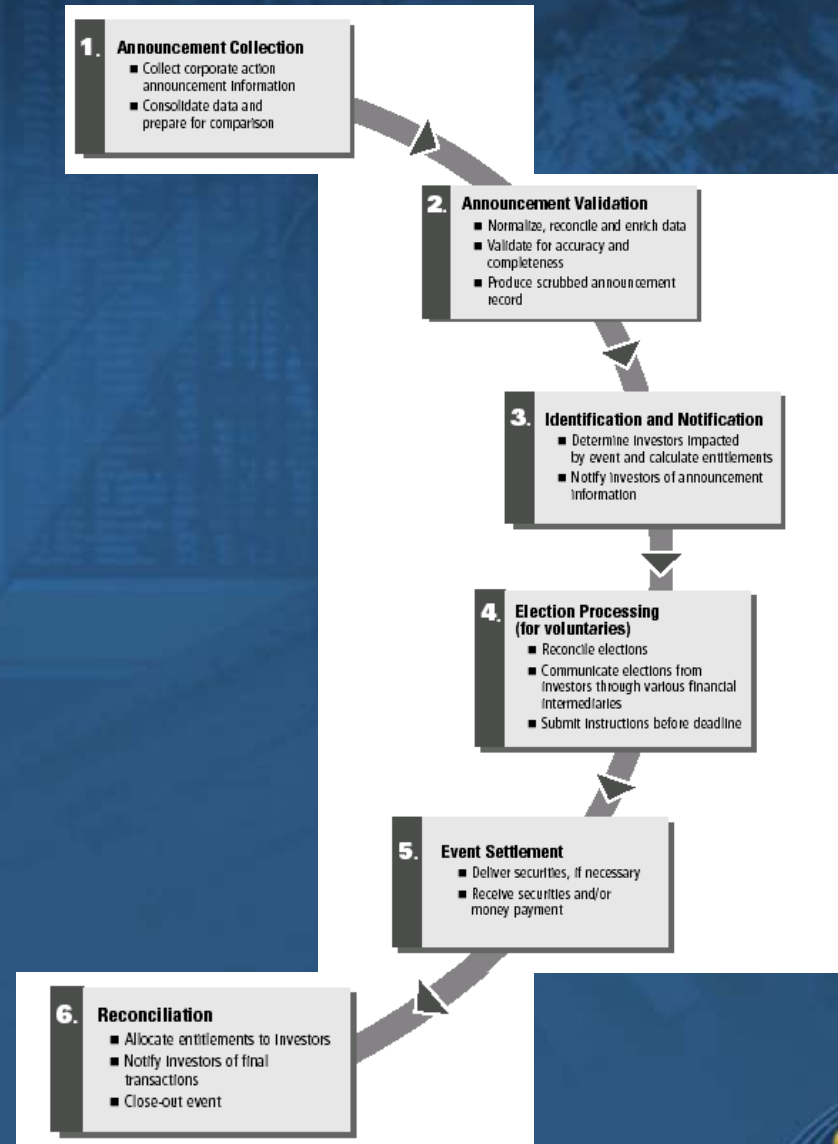 1. Announcement Collection
■ Collect corporate action
announcement information
■ Consolidate data and
prepare for comparison
2. Announcement Validation
■ Normalize, reconcile and enrich data
■ Validate for accuracy and
completeness
■ Produce scrubbed announcement
record
3. Identification and Notification
■ Determine investors impacted
by event and calculate entitlements
■ Notify investors of announcement
information
4. Election Processing
(for voluntaries)
■ Reconcile elections
■ Communicate elections from
investors through various financial
intermediaries
■ Submit instructions before deadline
5. Event Settlement
■ Deliver securities, if necessary
■ Receive securities and/or
money payment
6. Reconciliation
■ Allocate entitlements to investors
■ Notify investors of final
transactions
■ Close-out event